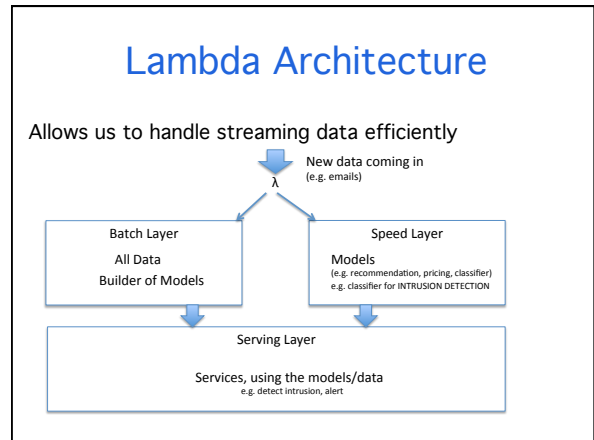 Lambda Architecture
Allows us to handle streaming data efficiently
New data coming in
(e.g. emails)
λ
Batch Layer
All Data
Builder of Models
Speed Layer
Models
(e.g. recommendation, pricing, classifier)
e.g. classifier for INTRUSION DETECTION
Serving Layer
Services, using the models/data
e.g. detect intrusion, alert